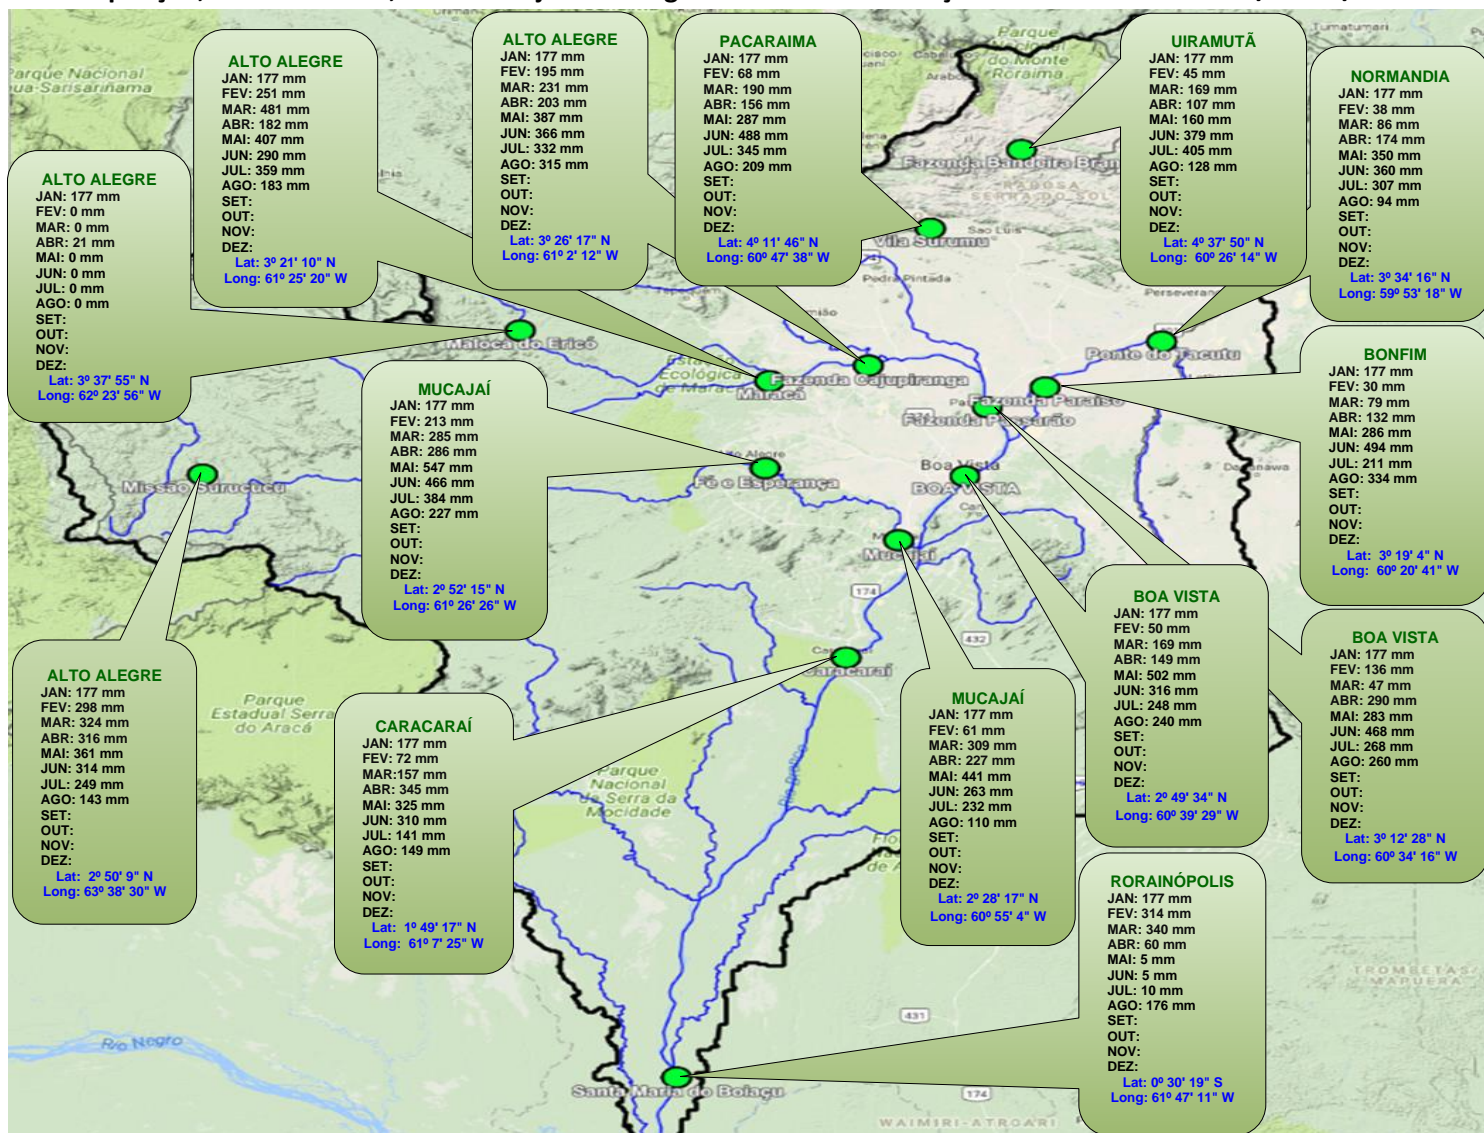 ALTO ALEGRE
JAN: 177 mm
FEV: 0 mm
MAR: 0 mm
ABR: 21 mm
MAI: 0 mm
JUN: 0 mm
JUL: 0 mm
AGO: 0 mm
SET:
OUT:
NOV:
DEZ:
Lat: 3º 37' 55" N
Long: 62º 23' 56" W
ALTO ALEGRE
JAN: 177 mm
FEV: 251 mm
MAR: 481 mm
ABR: 182 mm
MAI: 407 mm
JUN: 290 mm
JUL: 359 mm
AGO: 183 mm
SET:
OUT:
NOV:
DEZ:
Lat: 3º 21' 10" N
Long: 61º 25' 20" W
ALTO ALEGRE
JAN: 177 mm
FEV: 195 mm
MAR: 231 mm
ABR: 203 mm
MAI: 387 mm
JUN: 366 mm
JUL: 332 mm
AGO: 315 mm
SET:
OUT:
NOV:
DEZ:
Lat: 3º 26' 17" N
Long: 61º 2' 12" W
PACARAIMA
JAN: 177 mm
FEV: 68 mm
MAR: 190 mm
ABR: 156 mm
MAI: 287 mm
JUN: 488 mm
JUL: 345 mm
AGO: 209 mm
SET:
OUT:
NOV:
DEZ:
Lat: 4º 11' 46" N
Long: 60º 47' 38" W
UIRAMUTÃ
JAN: 177 mm
FEV: 45 mm
MAR: 169 mm
ABR: 107 mm
MAI: 160 mm
JUN: 379 mm
JUL: 405 mm
AGO: 128 mm
SET:
OUT:
NOV:
DEZ:
Lat: 4º 37' 50" N
Long: 60º 26' 14" W
NORMANDIA
JAN: 177 mm
FEV: 38 mm
MAR: 86 mm
ABR: 174 mm
MAI: 350 mm
JUN: 360 mm
JUL: 307 mm
AGO: 94 mm
SET:
OUT:
NOV:
DEZ:
Lat: 3º 34' 16" N
Long: 59º 53' 18" W
BONFIM
JAN: 177 mm
FEV: 30 mm
MAR: 79 mm
ABR: 132 mm
MAI: 286 mm
JUN: 494 mm
JUL: 211 mm
AGO: 334 mm
SET:
OUT:
NOV:
DEZ:
Lat: 3º 19' 4" N
Long: 60º 20' 41" W
MUCAJAÍ
JAN: 177 mm
FEV: 213 mm
MAR: 285 mm
ABR: 286 mm
MAI: 547 mm
JUN: 466 mm
JUL: 384 mm
AGO: 227 mm
SET:
OUT:
NOV:
DEZ:
Lat: 2º 52' 15" N
Long: 61º 26' 26" W
BOA VISTA
JAN: 177 mm
FEV: 50 mm
MAR: 169 mm
ABR: 149 mm
MAI: 502 mm
JUN: 316 mm
JUL: 248 mm
AGO: 240 mm
SET:
OUT:
NOV:
DEZ:
Lat: 2º 49' 34" N
Long: 60º 39' 29" W
BOA VISTA
JAN: 177 mm
FEV: 136 mm
MAR: 47 mm
ABR: 290 mm
MAI: 283 mm
JUN: 468 mm
JUL: 268 mm
AGO: 260 mm
SET:
OUT:
NOV:
DEZ:
Lat: 3º 12' 28" N
Long: 60º 34' 16" W
ALTO ALEGRE
JAN: 177 mm
FEV: 298 mm
MAR: 324 mm
ABR: 316 mm
MAI: 361 mm
JUN: 314 mm
JUL: 249 mm
AGO: 143 mm
SET:
OUT:
NOV:
DEZ:
Lat: 2º 50' 9" N
Long: 63º 38' 30" W
CARACARAÍ
JAN: 177 mm
FEV: 72 mm
MAR:157 mm
ABR: 345 mm
MAI: 325 mm
JUN: 310 mm
JUL: 141 mm
AGO: 149 mm
SET:
OUT:
NOV:
DEZ:
Lat: 1º 49' 17" N
Long: 61º 7' 25" W
MUCAJAÍ
JAN: 177 mm
FEV: 61 mm
MAR: 309 mm
ABR: 227 mm
MAI: 441 mm
JUN: 263 mm
JUL: 232 mm
AGO: 110 mm
SET:
OUT:
NOV:
DEZ:
Lat: 2º 28' 17" N
Long: 60º 55' 4" W
RORAINÓPOLIS
JAN: 177 mm
FEV: 314 mm
MAR: 340 mm
ABR: 60 mm
MAI: 5 mm
JUN: 5 mm
JUL: 10 mm
AGO: 176 mm
SET:
OUT:
NOV:
DEZ:
Lat: 0º 30' 19" S
Long: 61º 47' 11" W
Parque
do Monte
Roraima
Tumatumari
Parque Nacional
Vila Surumu
Maloca do Ericó
Ponte do Tacutu
Ecológica
de Maracá
Maracá
Fazenda Cajupiranga
Fazenda Paraíso
Fazenda Passarão
Missão Surucucu
Fé e Esperança
Boa Vista
BOA VISTA
Mucajaí
174
432
Caracaraí
Parque
Estadual Serra
do Aracá
Parque
Nacional
da Serra da
Mocidade
Rio Branco
Rio Negro
431
174
Santa Maria do Boiaçu
TROMBETAS/
MAPUERA
WAIMIRI-ATROARI